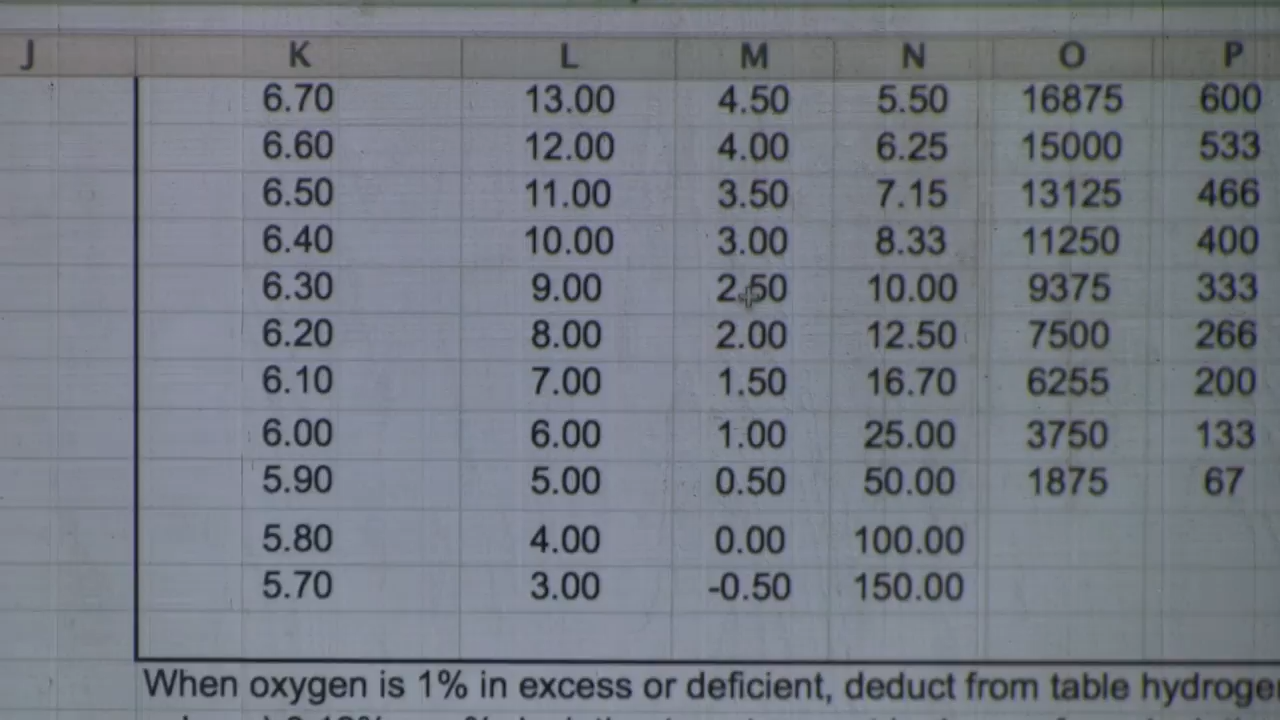 J K L M N O P
6.70 13.00 4.50 5.50 16875 600
6.60 12.00 4.00 6.25 15000 533
6.50 11.00 3.50 7.15 13125 466
6.40 10.00 3.00 8.33 11250 400
6.30 9.00 2.50 10.00 9375 333
6.20 8.00 2.00 12.50 7500 266
6.10 7.00 1.50 16.70 6255 200
6.00 6.00 1.00 25.00 3750 133
5.90 5.00 0.50 50.00 1875 67
5.80 4.00 0.00 100.00
5.70 3.00 -0.50 150.00
When oxygen is 1% in excess or deficient, deduct from table